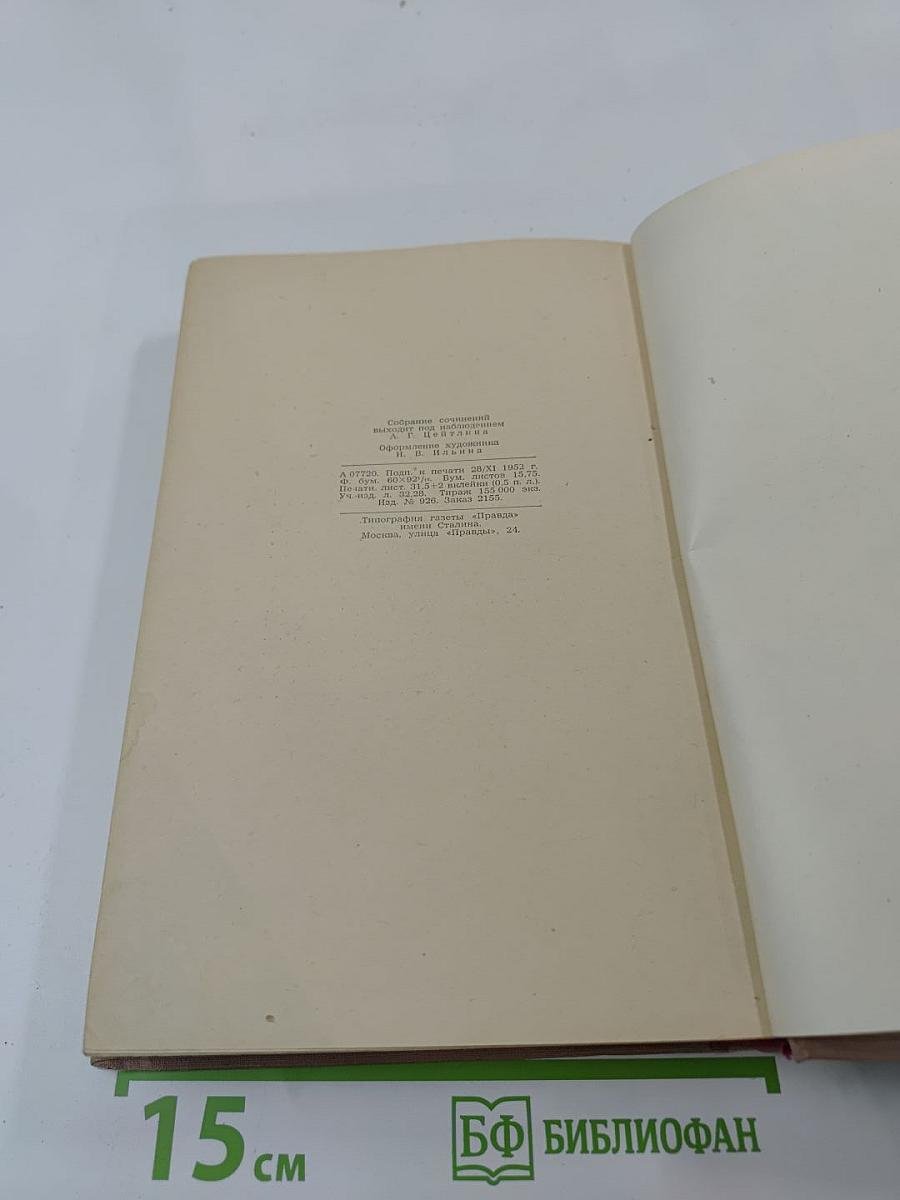 Собрание сочинений
выходит под наблюдением
А. Г. Цейтлина
Оформление художника
Н. В. Ильина
А 07720. Подп. к печати 28/XI 1952 г.
Ф. бум. 60×92¹/₁₆. Бум. листов 15,75.
Печатн. лист. 31,5+2 вклейки (0,5 п. л.).
Уч.-изд. л. 32,28. Тираж 155 000 экз.
Изд. № 926. Заказ 2155.
Типография газеты «Правда»
имени Сталина.
Москва, улица «Правды», 24.
15 см
БФ БИБЛИОФАН